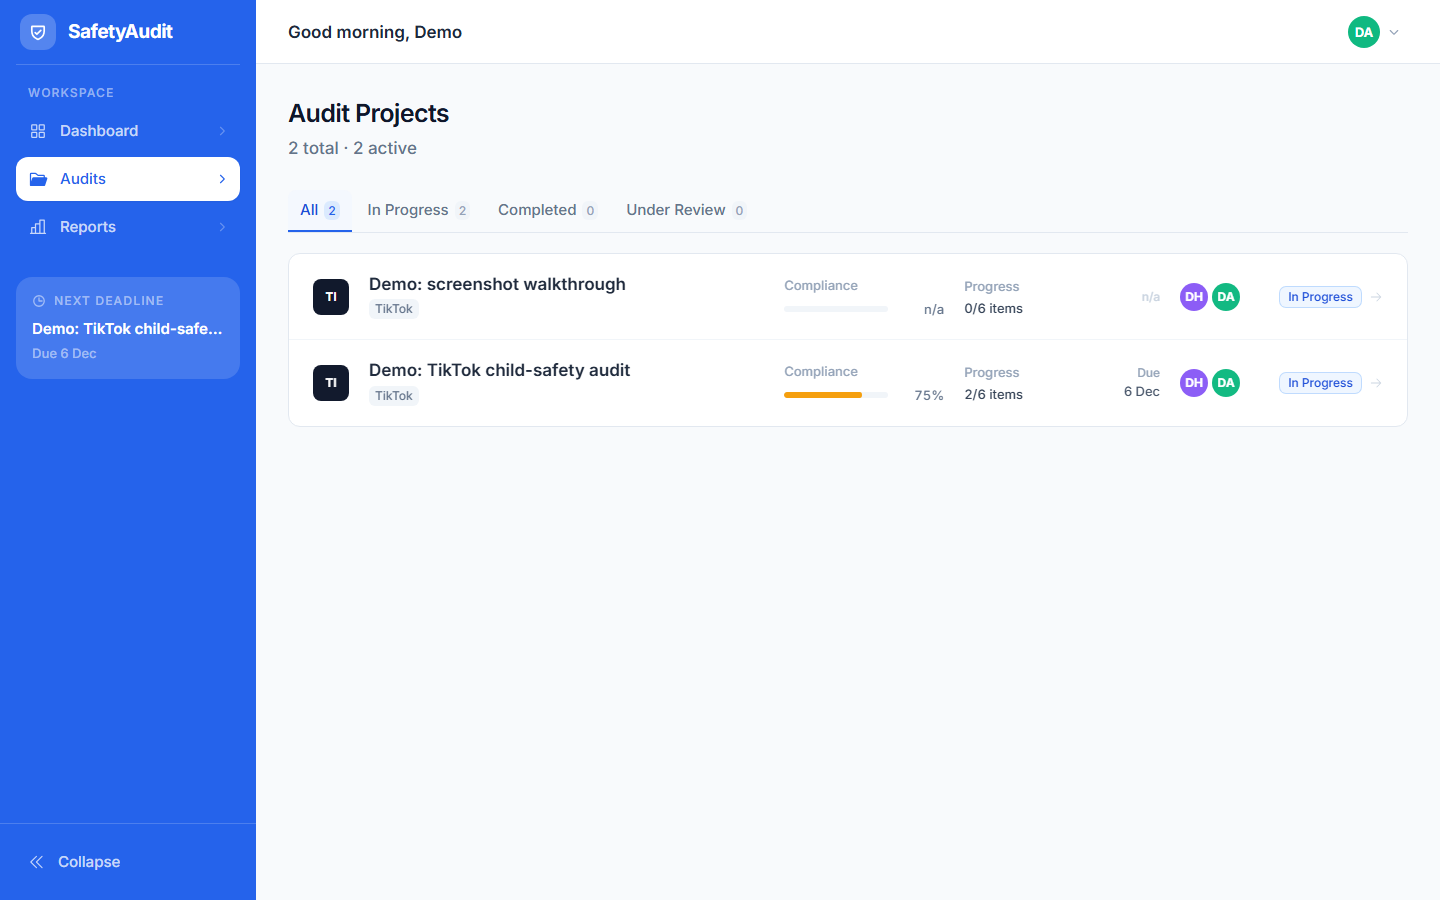 SafetyAudit
WORKSPACE
Dashboard
Audits
Reports
NEXT DEADLINE
Demo: TikTok child-safe...
Due 6 Dec
Collapse
Good morning, Demo
DA
Audit Projects
2 total · 2 active
All 2
In Progress 2
Completed 0
Under Review 0
TI
Demo: screenshot walkthrough
TikTok
Compliance
n/a
Progress
0/6 items
n/a
DH DA
In Progress
TI
Demo: TikTok child-safety audit
TikTok
Compliance
75%
Progress
2/6 items
Due
6 Dec
DH DA
In Progress